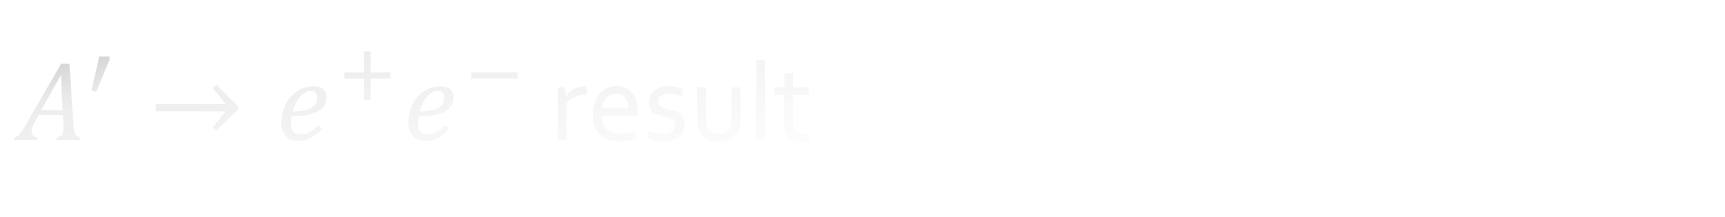 A′ → e⁺e⁻ result